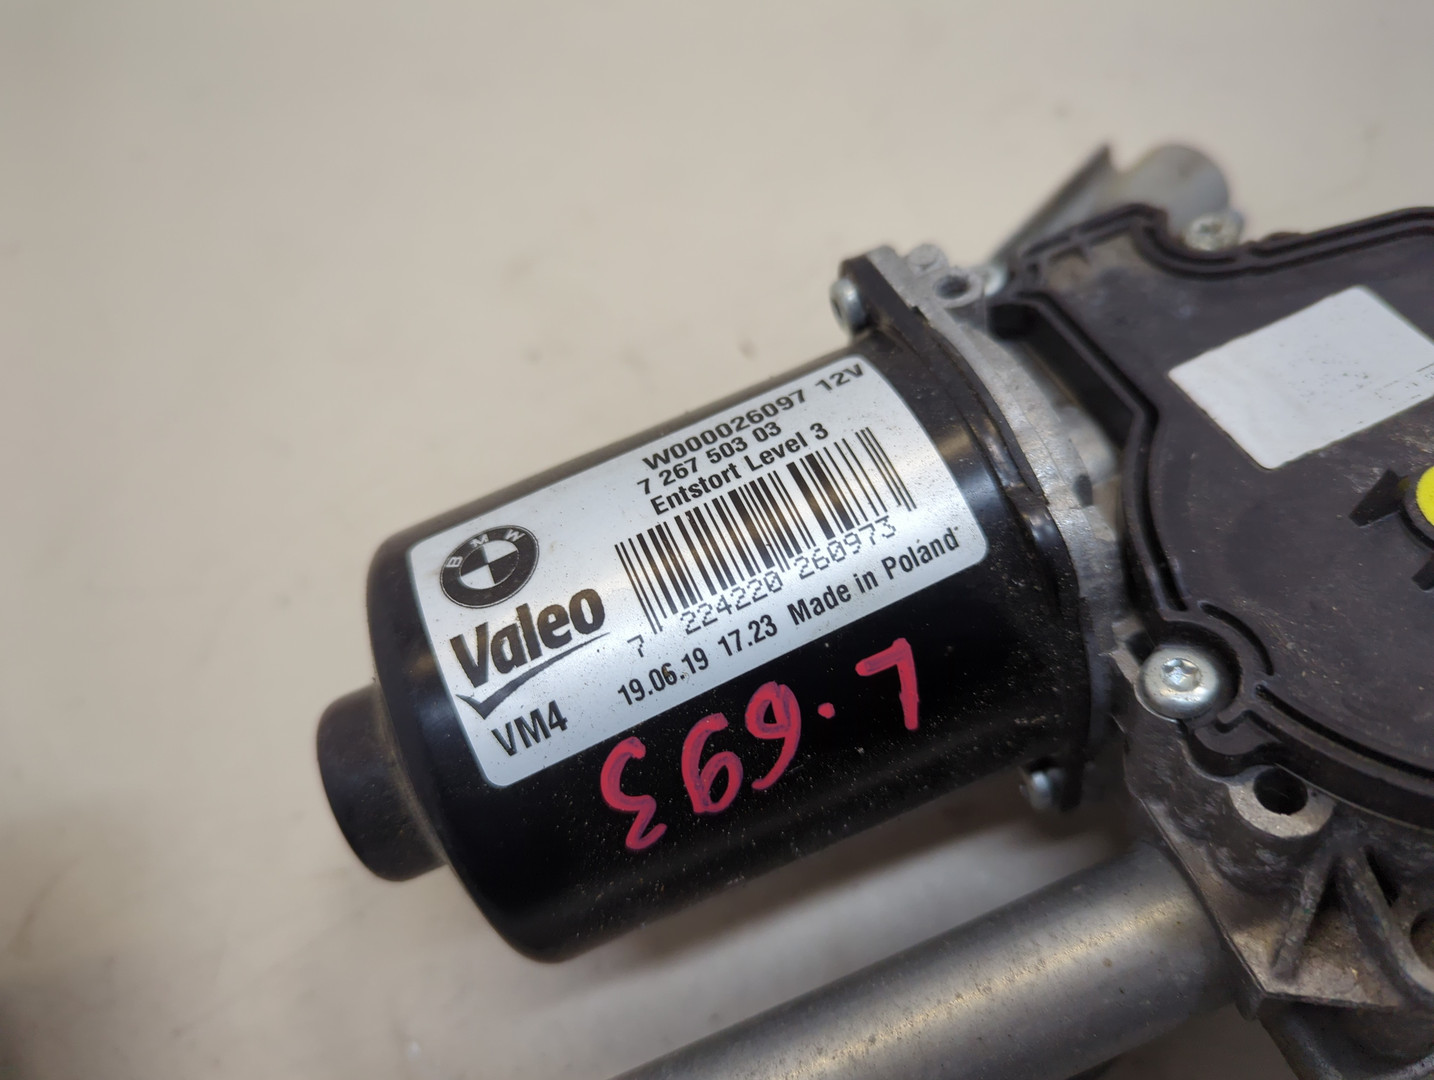 W000026097 12V
7 267 503 03
Entstort Level 3
BMW
Valeo
7 224220 260973
19.06.19 17.23 Made in Poland
VM4